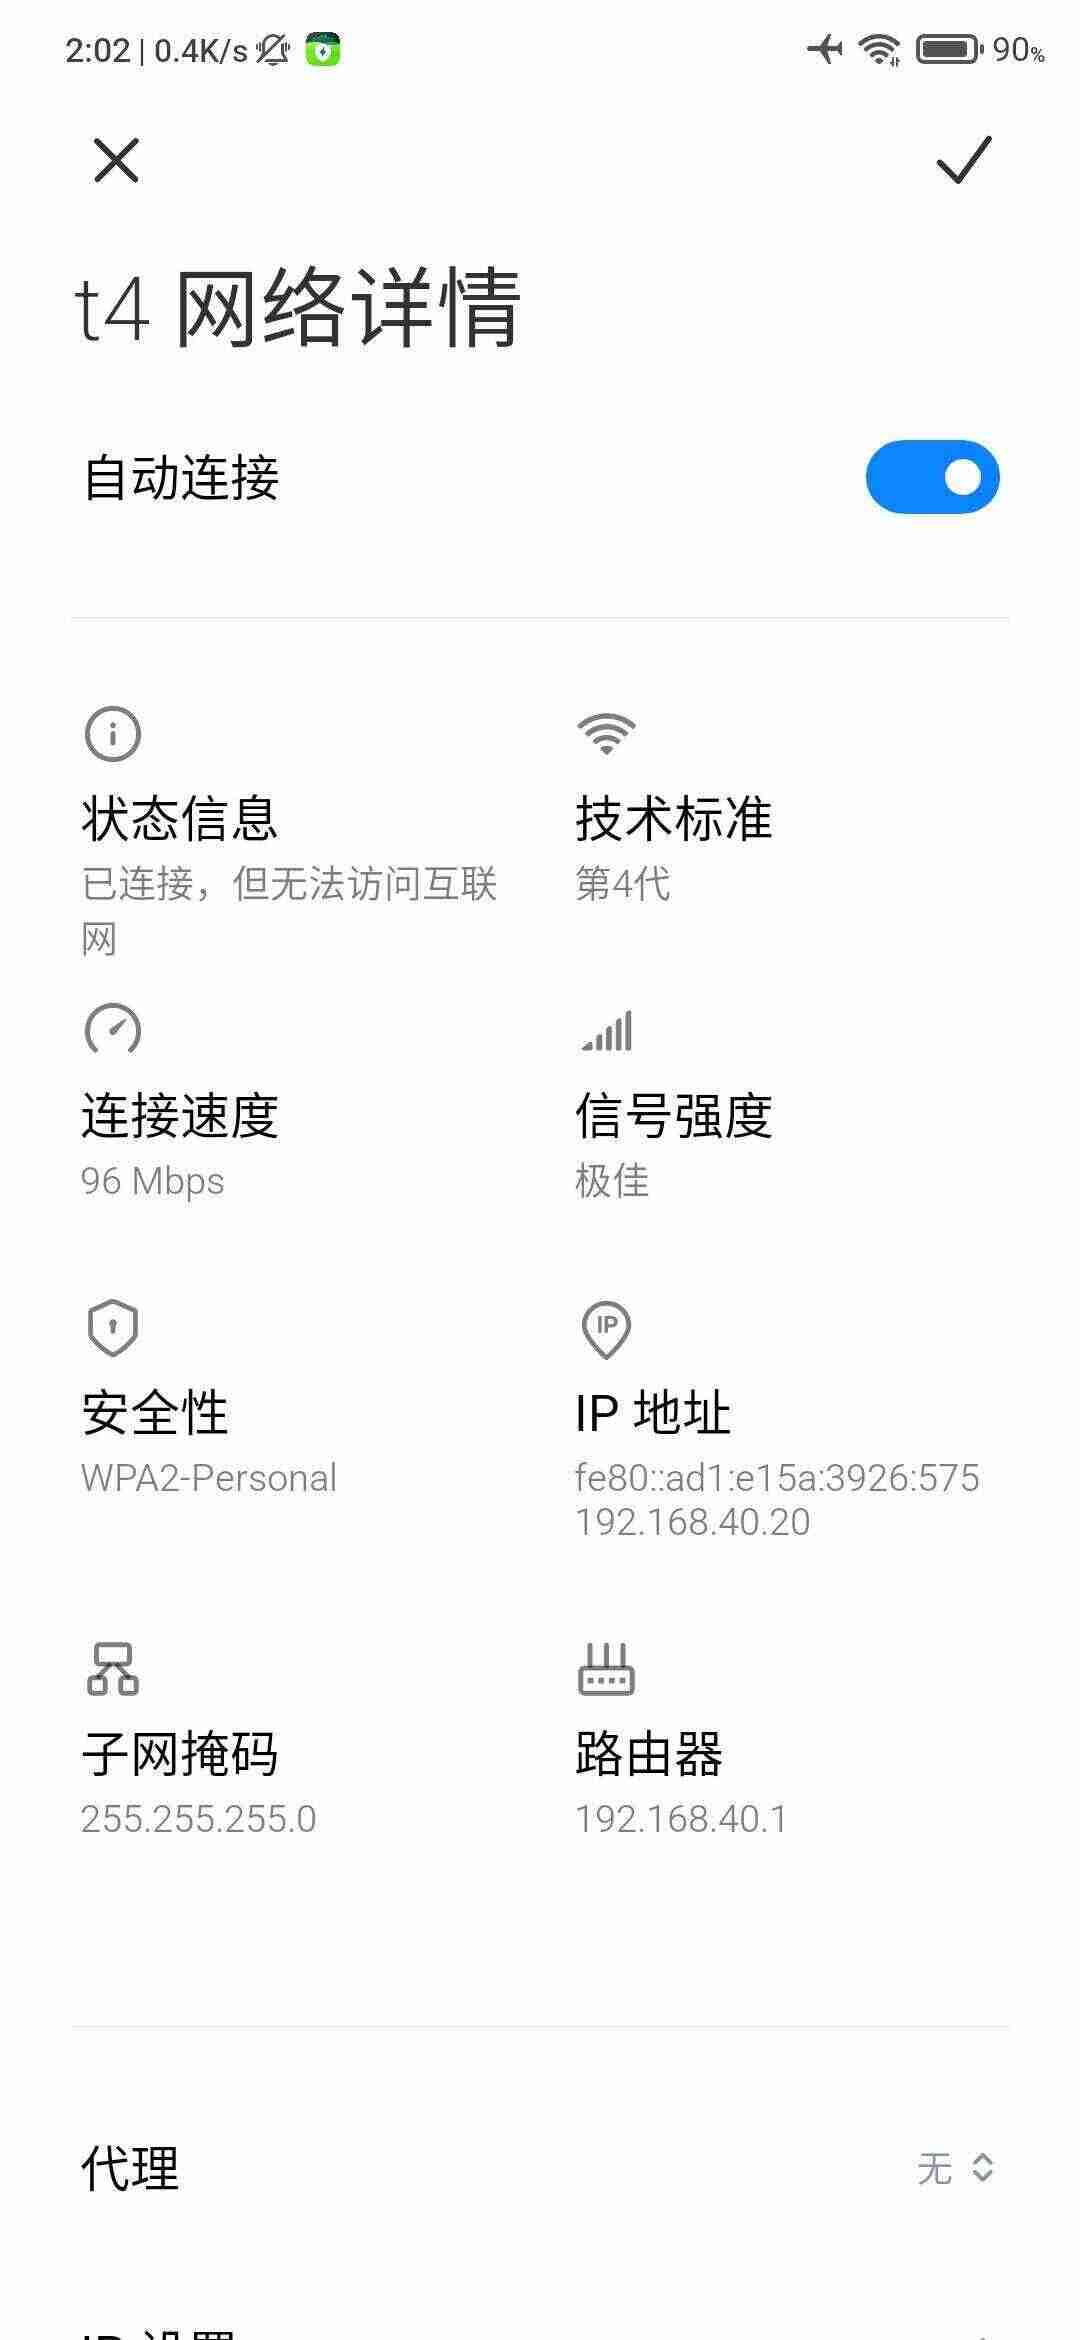 2:02 | 0.4K/s
90%
t4 网络详情
自动连接
状态信息
已连接，但无法访问互联
网
技术标准
第4代
连接速度
96 Mbps
信号强度
极佳
安全性
WPA2-Personal
IP 地址
fe80::ad1:e15a:3926:575
192.168.40.20
子网掩码
255.255.255.0
路由器
192.168.40.1
代理
无
IP 设置